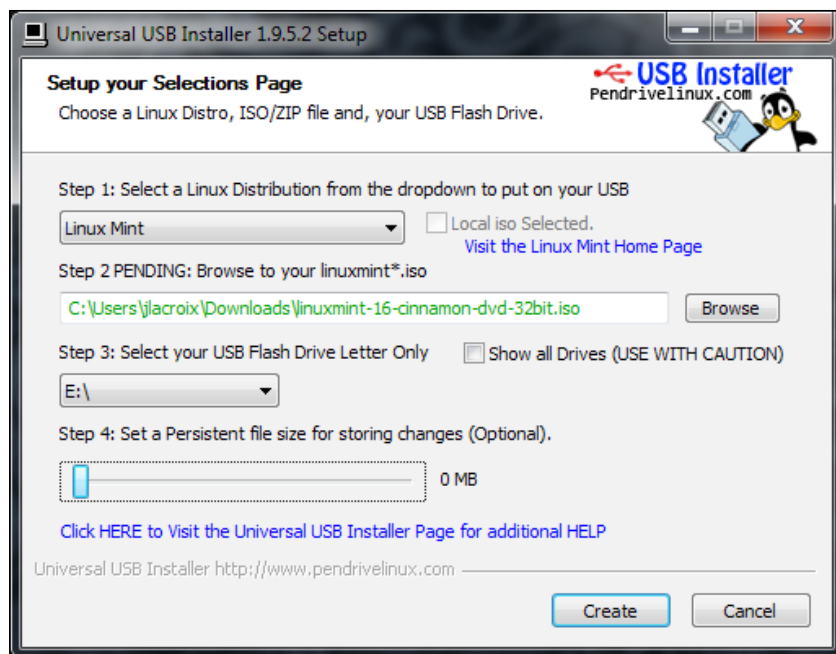 Universal USB Installer 1.9.5.2 Setup
Setup your Selections Page
Choose a Linux Distro, ISO/ZIP file and, your USB Flash Drive.
USB Installer
Pendrivelinux.com
Step 1: Select a Linux Distribution from the dropdown to put on your USB
Linux Mint
Local iso Selected.
Visit the Linux Mint Home Page
Step 2 PENDING: Browse to your linuxmint*.iso
C:\Users\jlacroix\Downloads\linuxmint-16-cinnamon-dvd-32bit.iso
Browse
Step 3: Select your USB Flash Drive Letter Only
Show all Drives (USE WITH CAUTION)
E:\
Step 4: Set a Persistent file size for storing changes (Optional).
0 MB
Click HERE to Visit the Universal USB Installer Page for additional HELP
Universal USB Installer http://www.pendrivelinux.com
Create
Cancel